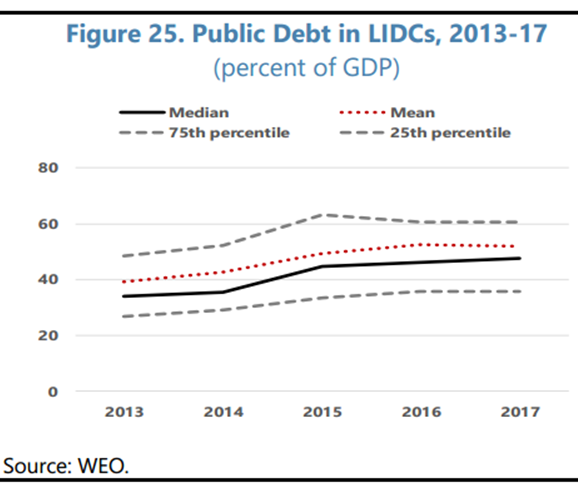 Figure 25. Public Debt in LIDCs, 2013-17
(percent of GDP)
Median Mean
75th percentile 25th percentile
80
60
40
20
0
2013 2014 2015 2016 2017
Source: WEO.